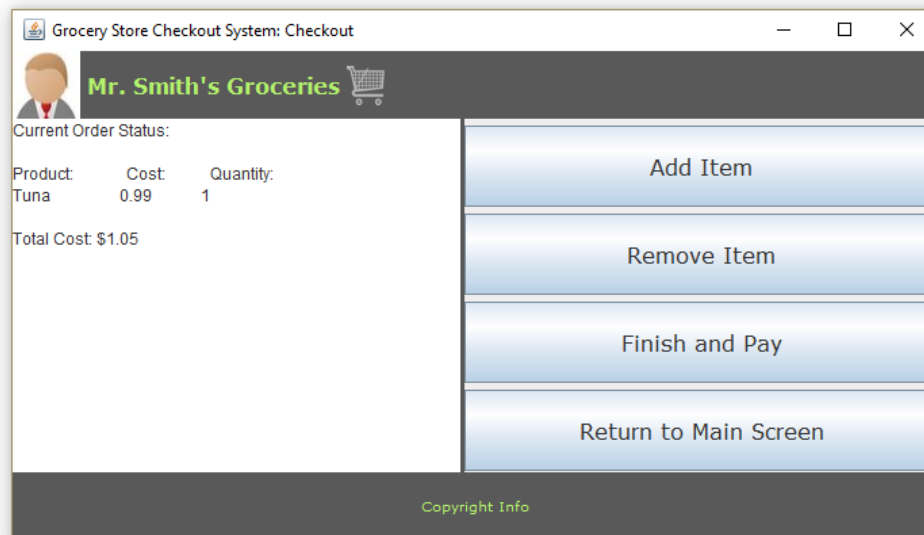 Grocery Store Checkout System: Checkout
Mr. Smith's Groceries
Current Order Status:
Product: Cost: Quantity:
Tuna 0.99 1
Total Cost: $1.05
Add Item
Remove Item
Finish and Pay
Return to Main Screen
Copyright Info